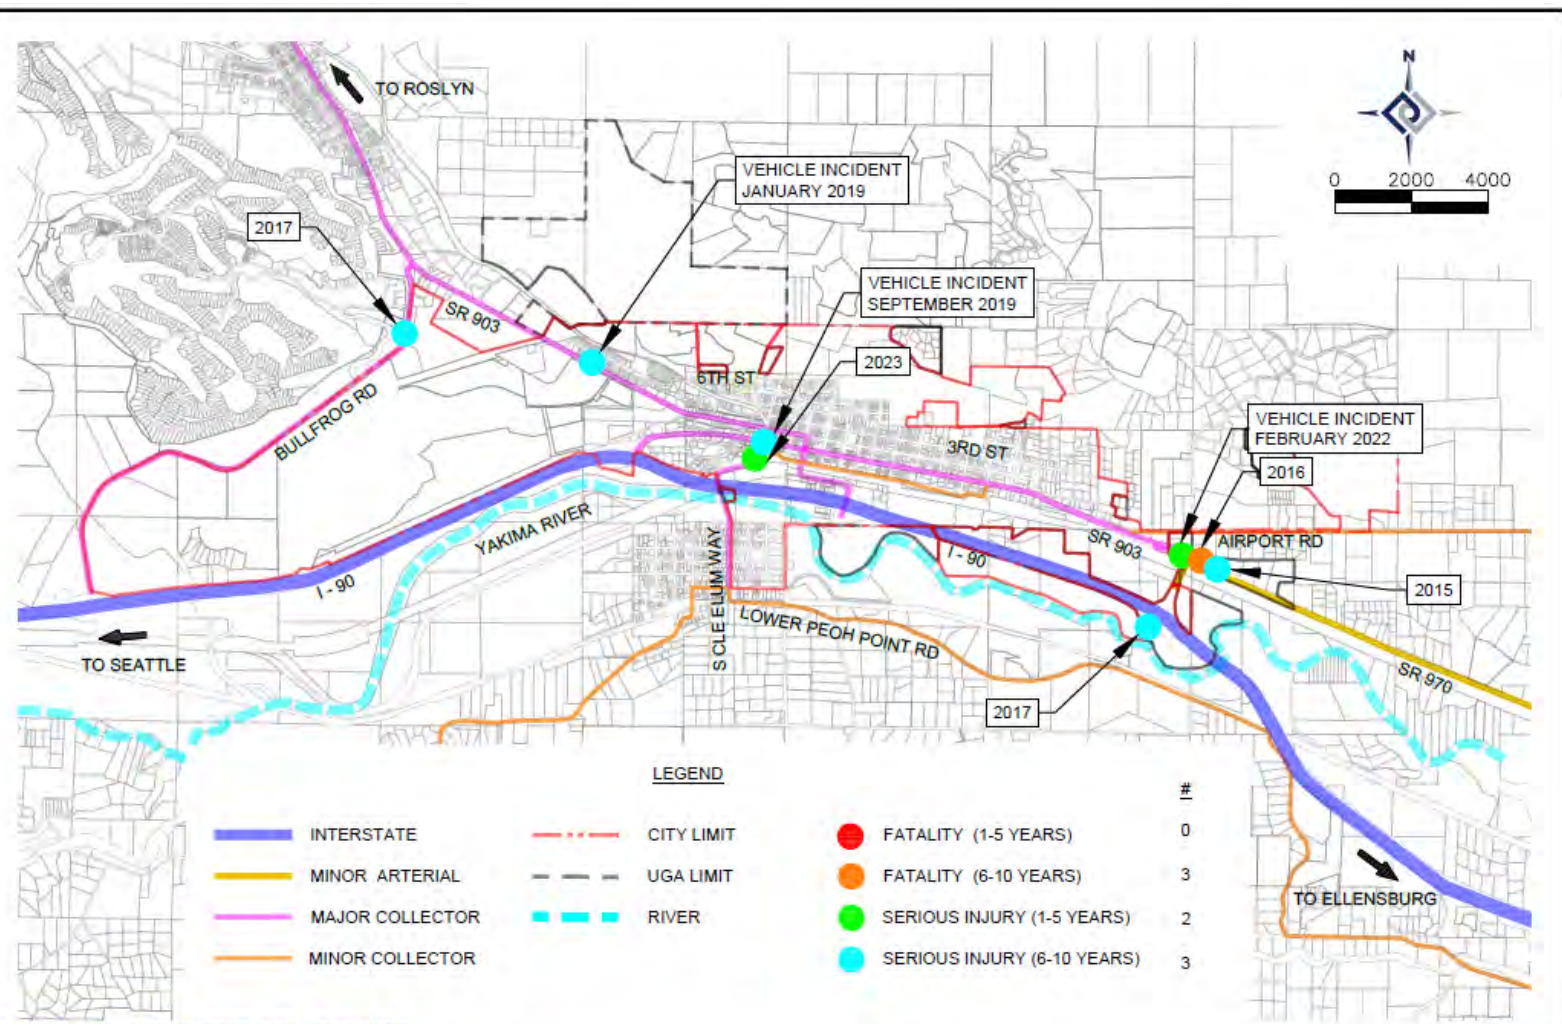 N
TO ROSLYN
0 2000 4000
VEHICLE INCIDENT
JANUARY 2019
2017
VEHICLE INCIDENT
SEPTEMBER 2019
SR 903
2023
6TH ST
BULLFROG RD
VEHICLE INCIDENT
FEBRUARY 2022
3RD ST
2016
YAKIMA RIVER
S CLE ELUM WAY
I - 90
SR 903
AIRPORT RD
I - 90
2015
LOWER PEOH POINT RD
TO SEATTLE
SR 970
2017
LEGEND
#
INTERSTATE
CITY LIMIT
FATALITY (1-5 YEARS)
0
MINOR ARTERIAL
UGA LIMIT
FATALITY (6-10 YEARS)
3
MAJOR COLLECTOR
RIVER
SERIOUS INJURY (1-5 YEARS)
2
MINOR COLLECTOR
SERIOUS INJURY (6-10 YEARS)
3
TO ELLENSBURG